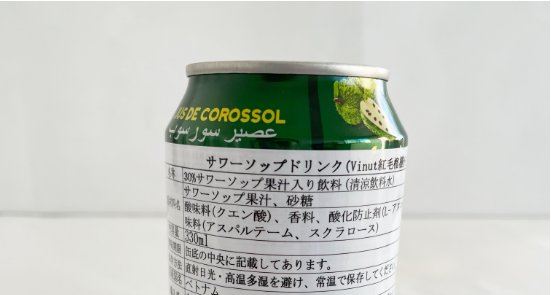 US DE COROSSOL
عصير سورسوب
サワーソップドリンク(Vinut紅毛
30%サワーソップ果汁入り飲料(清涼飲料水)
サワーソップ果汁、砂糖
酸味料(クエン酸)、香料、酸化防止剤(L-ア
味料(アスパルテーム、スクラロース)
330ml
缶底の中央に記載してあります。
直射日光・高温多湿を避け、常温で保存してくださ
ベトナム